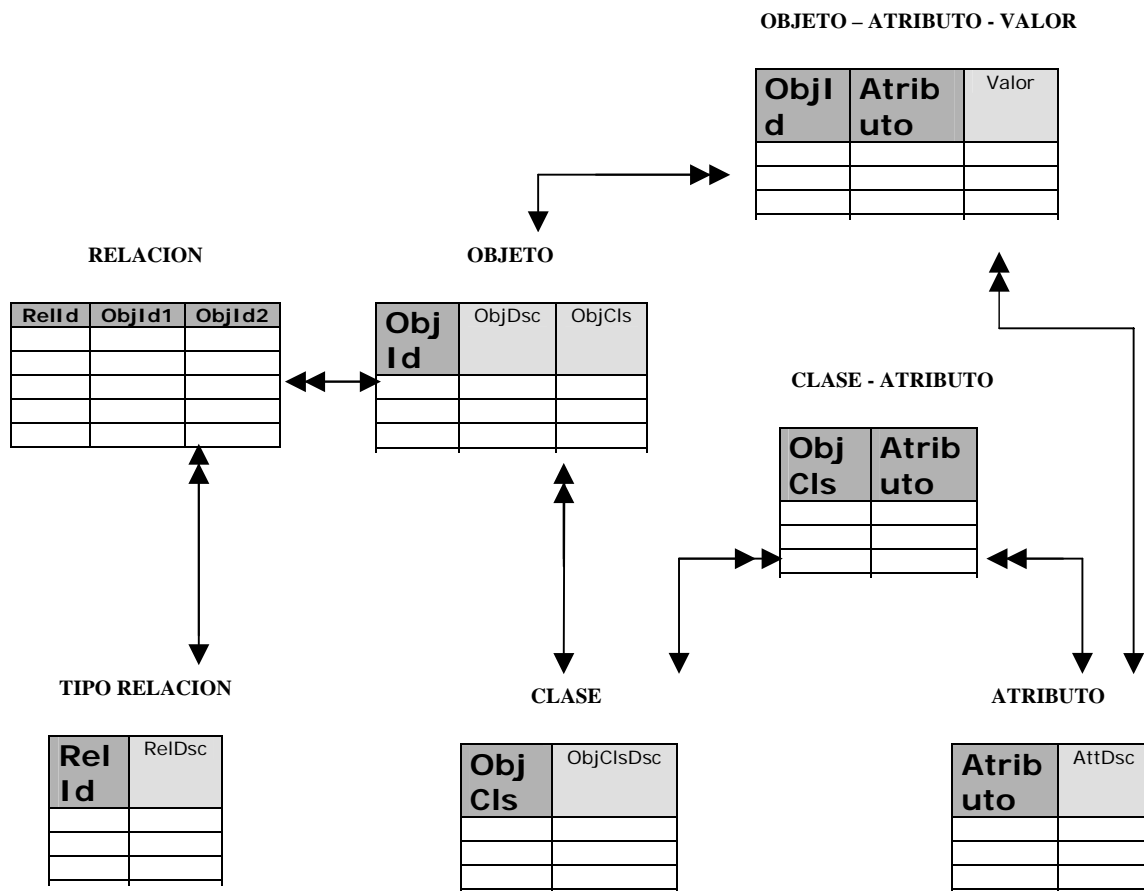 OBJETO – ATRIBUTO - VALOR
ObjI
d
Atrib
uto
Valor
RELACION
OBJETO
RelId ObjId1 ObjId2
Obj
Id
ObjDsc
ObjCls
CLASE - ATRIBUTO
Obj
Cls
Atrib
uto
TIPO RELACION
CLASE
ATRIBUTO
Rel
Id
RelDsc
Obj
Cls
ObjClsDsc
Atrib
uto
AttDsc